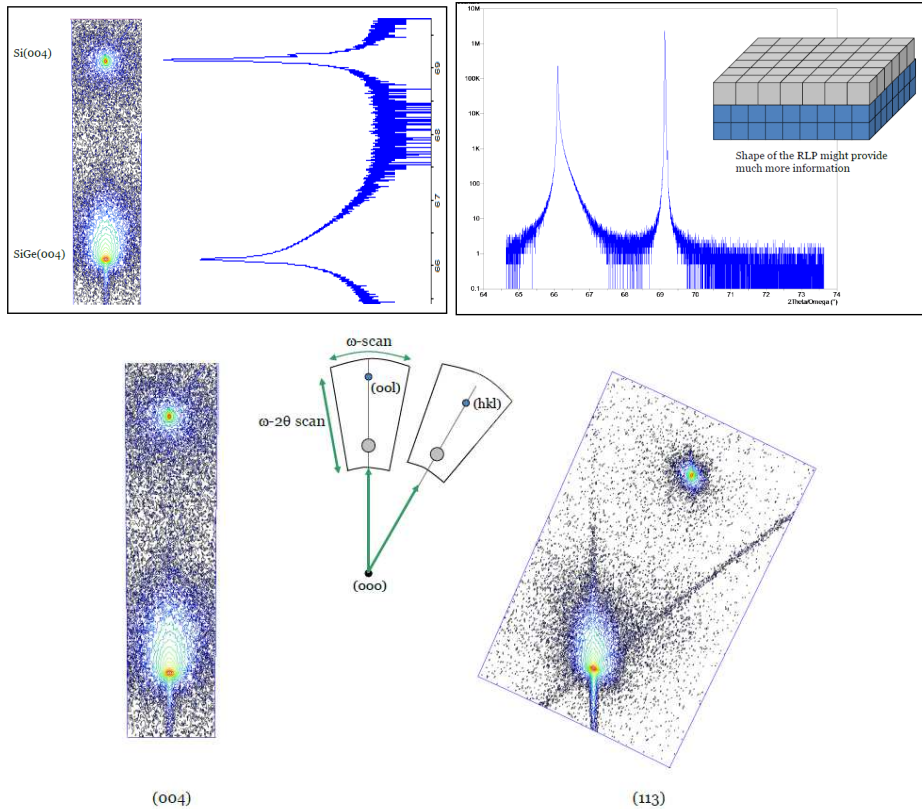 Si(004)
SiGe(004)
69
68
67
66
10M
1M
100K
10K
1K
100
10
1
0.1
64
65
66
67
68
69
70
71
72
73
74
2Theta/Omega (°)
Shape of the RLP might provide
much more information
ω-scan
(00l)
(hkl)
ω-2θ scan
(000)
(004)
(113)